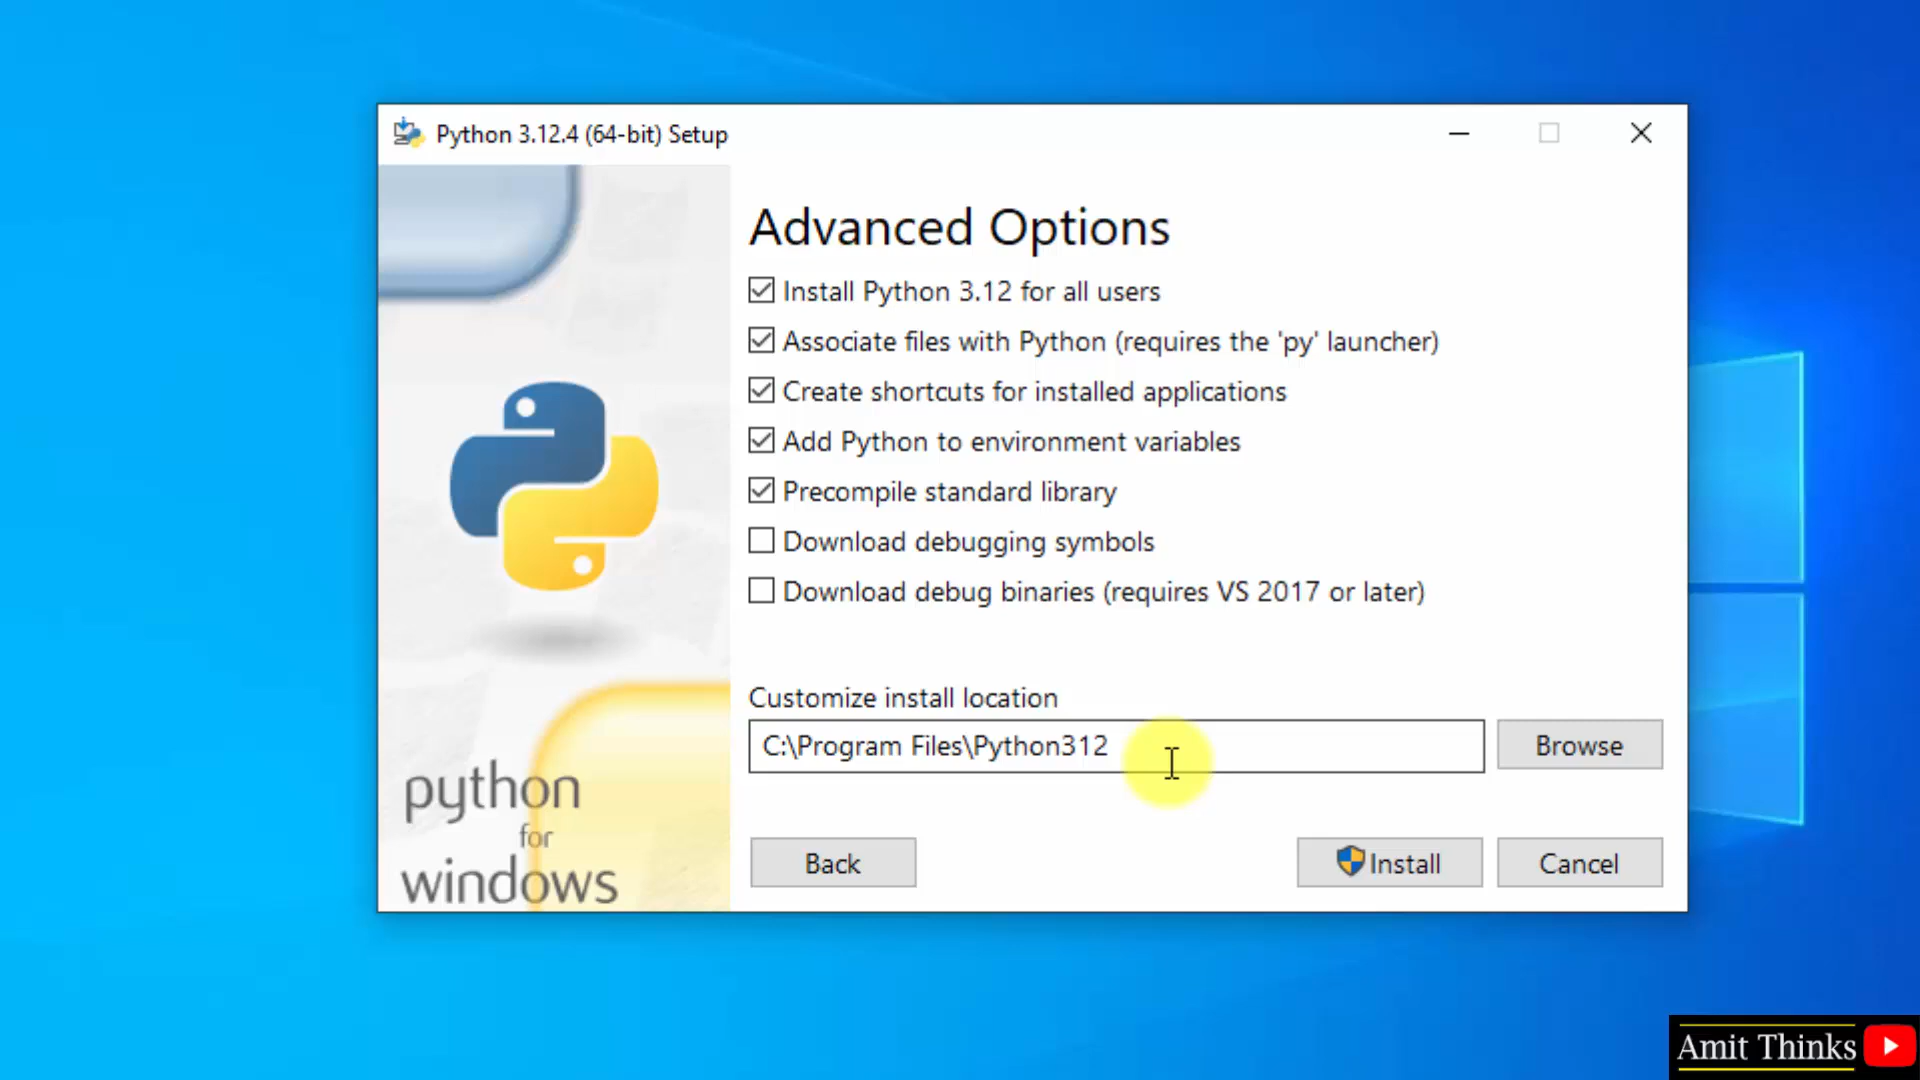 Python 3.12.4 (64-bit) Setup
Advanced Options
Install Python 3.12 for all users
Associate files with Python (requires the 'py' launcher)
Create shortcuts for installed applications
Add Python to environment variables
Precompile standard library
Download debugging symbols
Download debug binaries (requires VS 2017 or later)
Customize install location
C:\Program Files\Python312
Browse
python
for
windows
Back
Install
Cancel
Amit Thinks